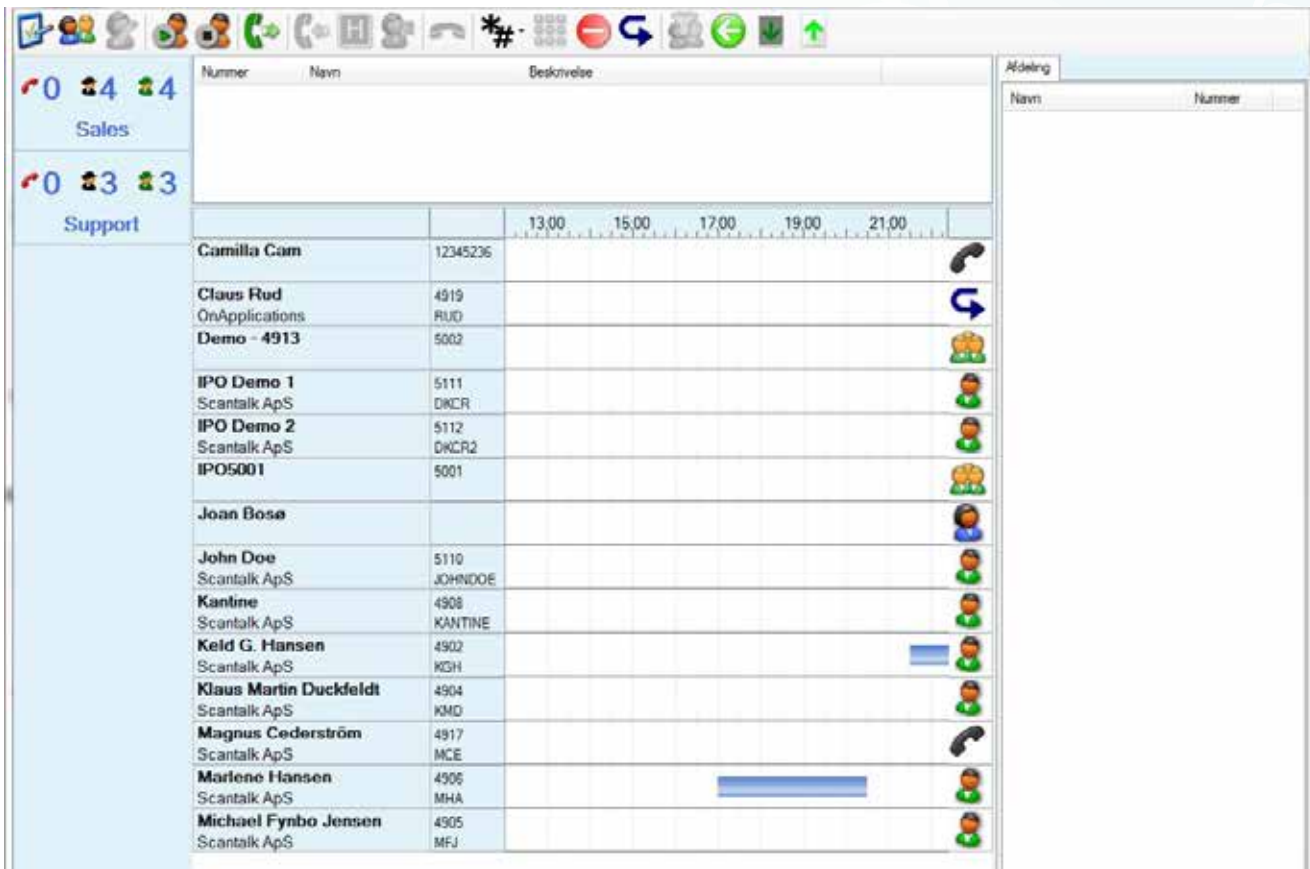 *#
H
0 4 4
Sales
0 3 3
Support
Nummer Navn Beskrivelse
Afdeling
Navn Nummer
13:00 15:00 17:00 19:00 21:00
Camilla Cam 12345236
Claus Rud 4919
OnApplications RUD
Demo - 4913 5002
IPO Demo 1 5111
Scantalk ApS DKCR
IPO Demo 2 5112
Scantalk ApS DKCR2
IPO5001 5001
Joan Bosø
John Doe 5110
Scantalk ApS JOHNDOE
Kantine 4908
Scantalk ApS KANTINE
Keld G. Hansen 4902
Scantalk ApS KGH
Klaus Martin Duckfeldt 4904
Scantalk ApS KMD
Magnus Cederström 4917
Scantalk ApS MCE
Marlene Hansen 4906
Scantalk ApS MHA
Michael Fynbo Jensen 4905
Scantalk ApS MFJ